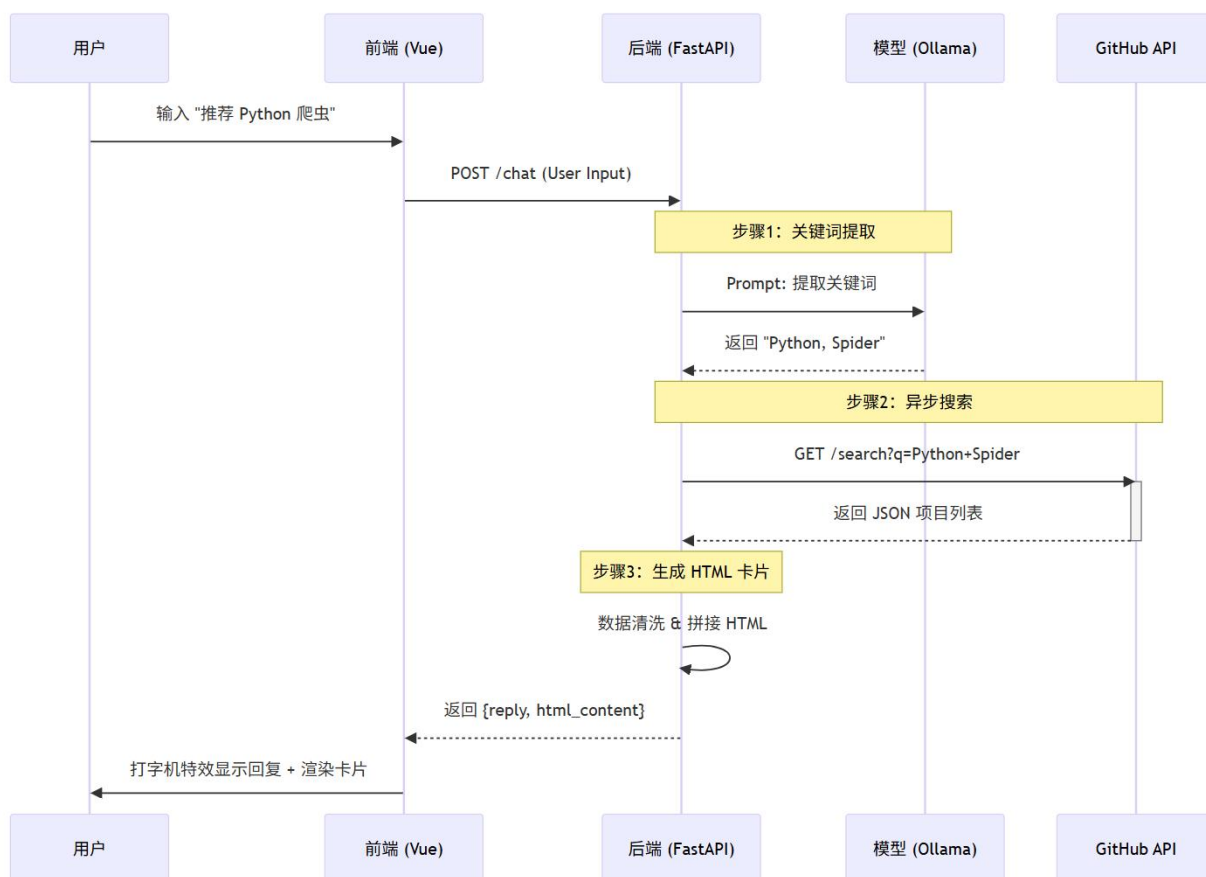 用户
前端 (Vue)
后端 (FastAPI)
模型 (Ollama)
GitHub API
输入 "推荐 Python 爬虫"
POST /chat (User Input)
步骤1：关键词提取
Prompt: 提取关键词
返回 "Python, Spider"
步骤2：异步搜索
GET /search?q=Python+Spider
返回 JSON 项目列表
步骤3：生成 HTML 卡片
数据清洗 & 拼接 HTML
返回 {reply, html_content}
打字机特效显示回复 + 渲染卡片
用户
前端 (Vue)
后端 (FastAPI)
模型 (Ollama)
GitHub API